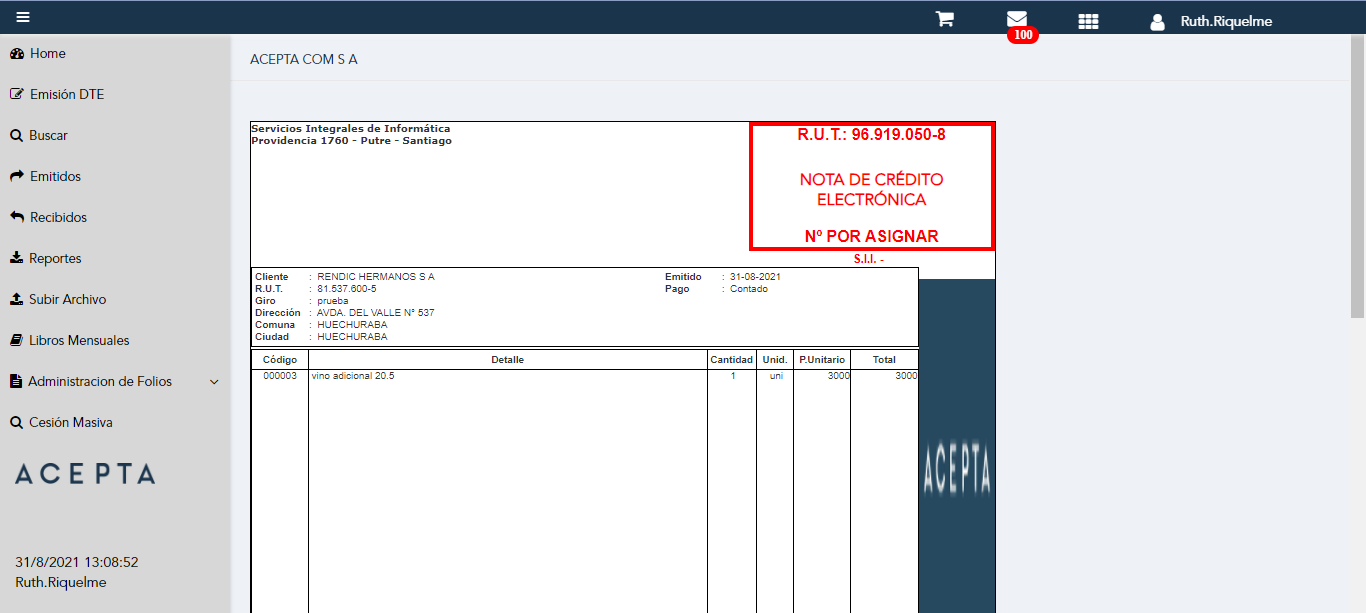 Ruth.Riquelme
100
Home
Emisión DTE
Buscar
Emitidos
Recibidos
Reportes
Subir Archivo
Libros Mensuales
Administracion de Folios
Cesión Masiva
ACEPTA
31/8/2021 13:08:52
Ruth.Riquelme
ACEPTA COM S A
Servicios Integrales de Informática
Providencia 1760 - Putre - Santiago
R.U.T.: 96.919.050-8
NOTA DE CRÉDITO
ELECTRÓNICA
Nº POR ASIGNAR
S.I.I. -
Cliente : RENDIC HERMANOS S A Emitido : 31-08-2021
R.U.T. : 81.537.600-5 Pago : Contado
Giro : prueba
Dirección : AVDA. DEL VALLE N° 537
Comuna : HUECHURABA
Ciudad : HUECHURABA
Código Detalle Cantidad Unid. P.Unitario Total
000003 vino adicional 20.5 1 uni 3000 3000
ACEPTA